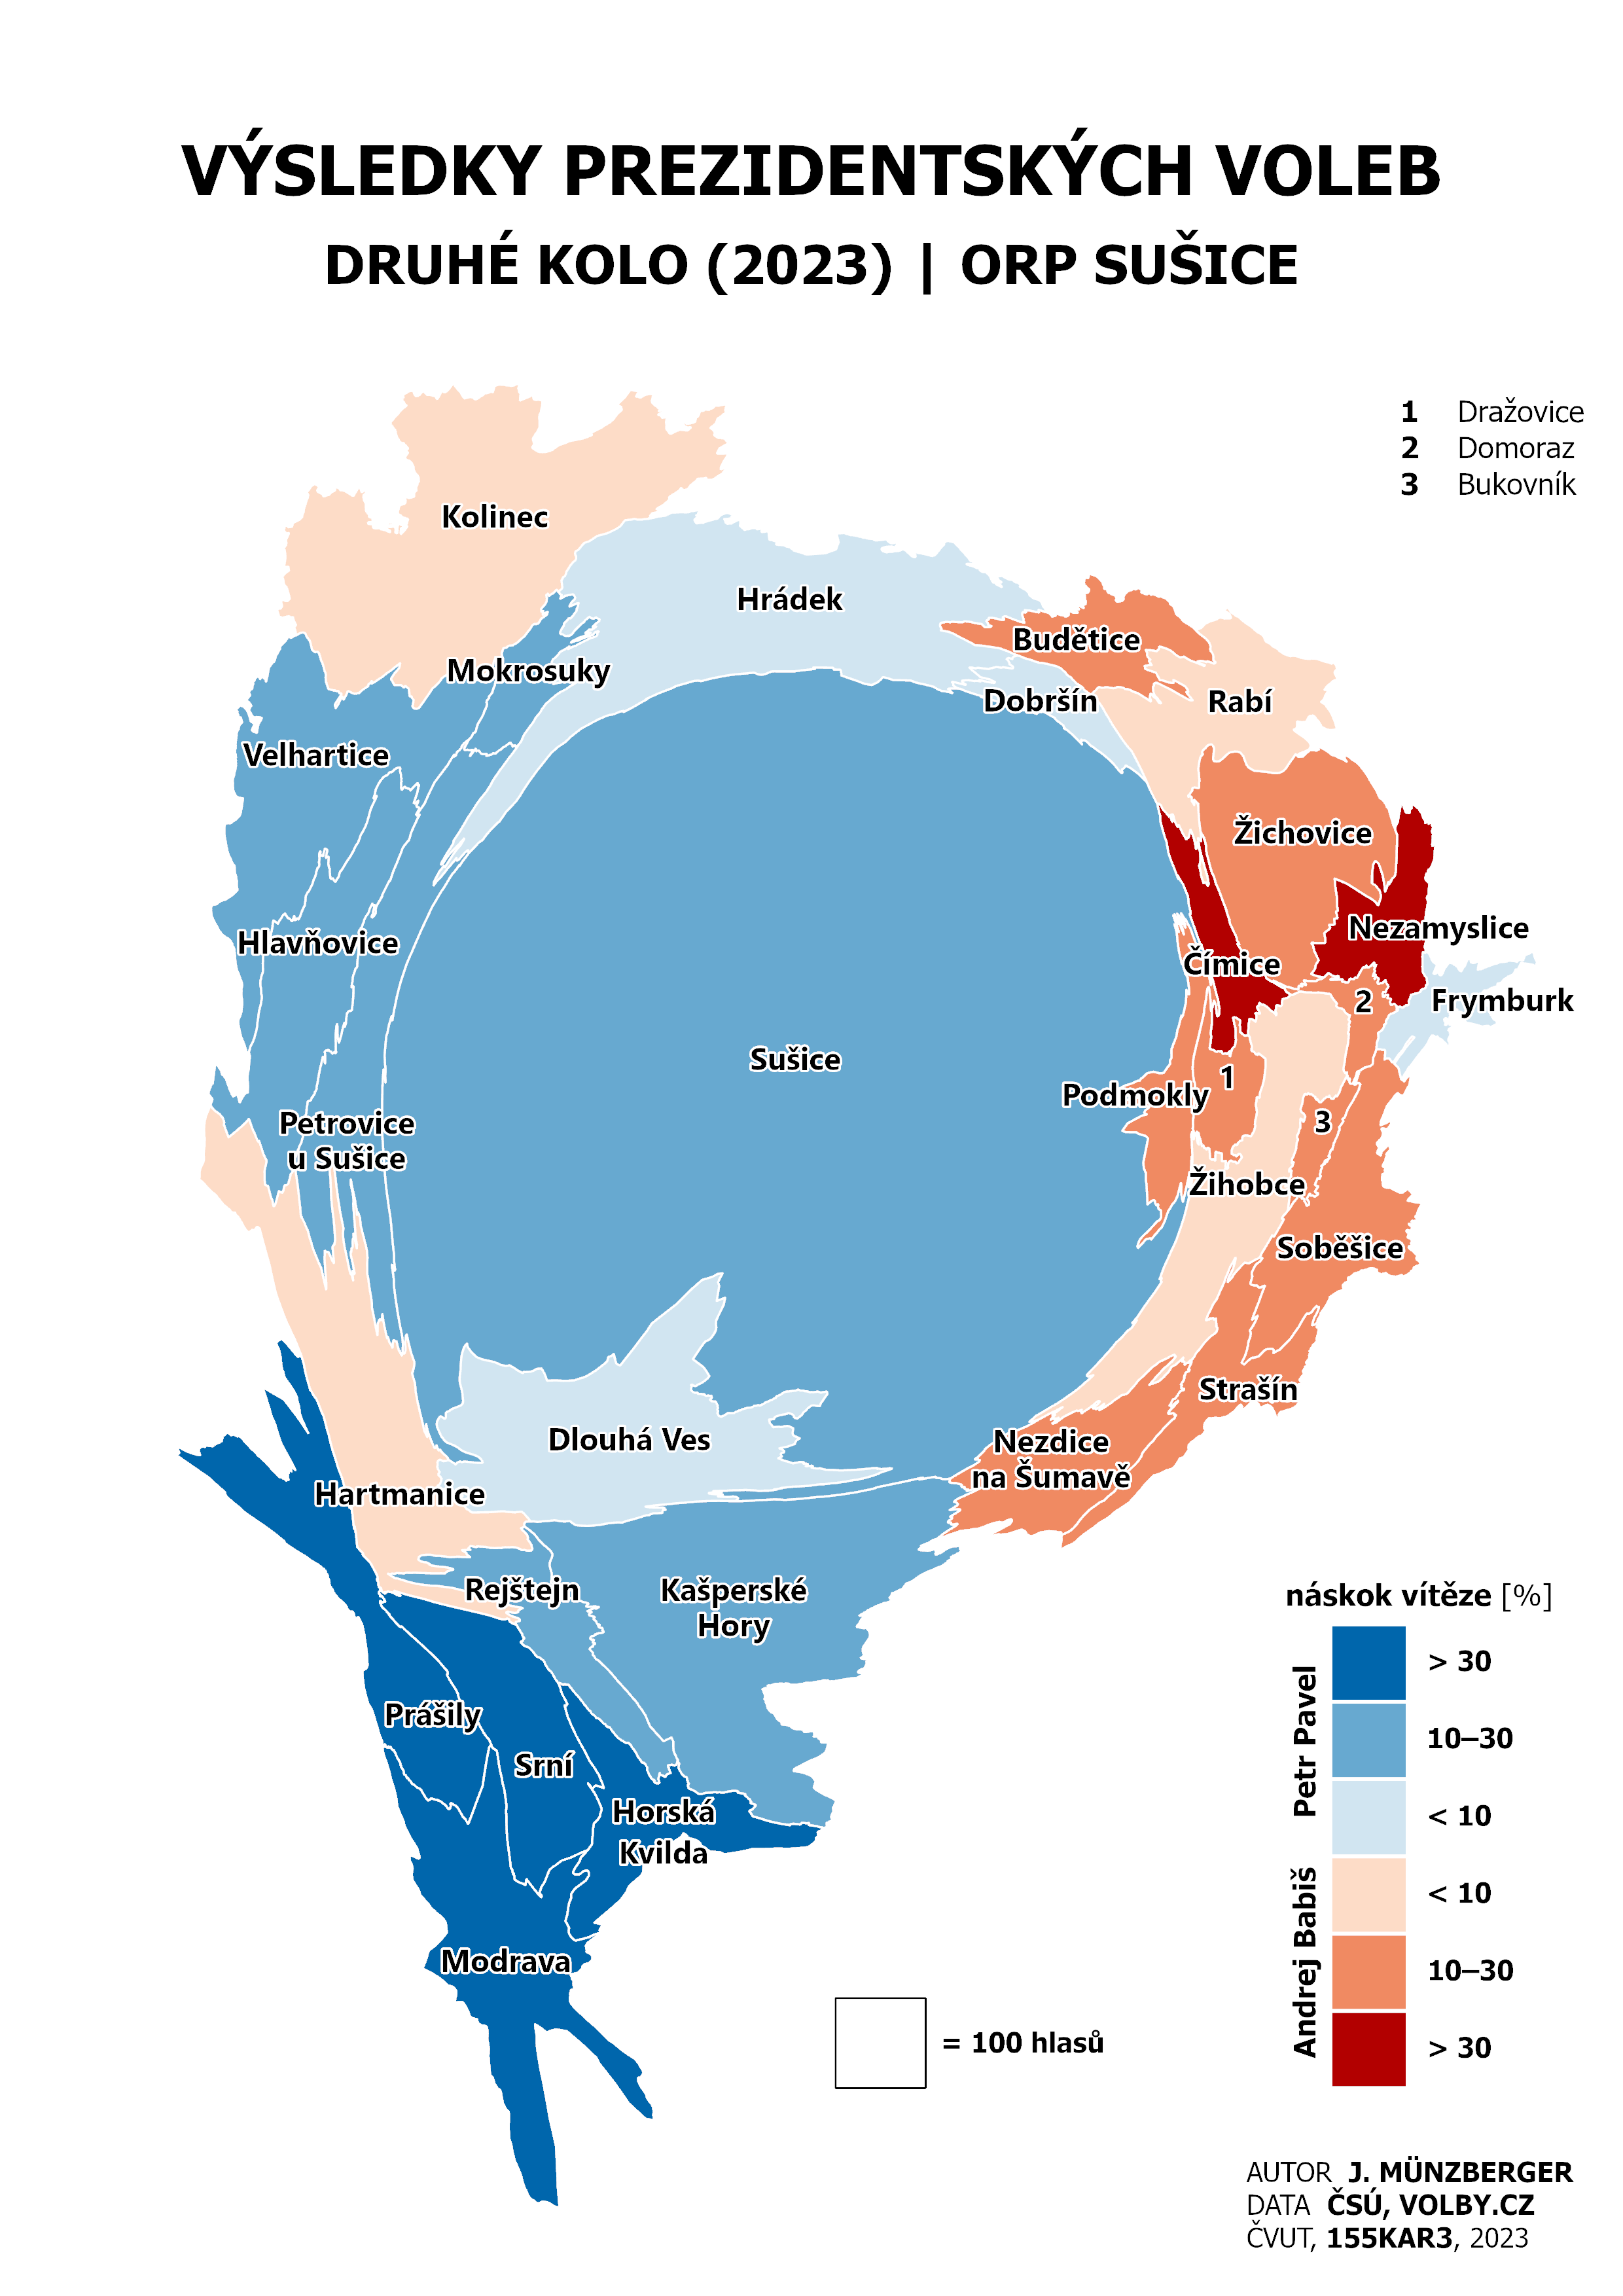 VÝSLEDKY PREZIDENTSKÝCH VOLEB
DRUHÉ KOLO (2023) | ORP SUŠICE
1 Dražovice
2 Domoraz
3 Bukovník
Kolinec
Hrádek
Budětice
Mokrosuky
Dobršín
Rabí
Velhartice
Žichovice
Nezamyslice
Hlavňovice
Čímice
2
Frymburk
Sušice
1
Podmokly
3
Petrovice
u Sušice
Žihobce
Soběšice
Strašín
Dlouhá Ves
Nezdice
na Šumavě
Hartmanice
Rejštejn
Kašperské
Hory
Prášily
Srní
Horská
Kvilda
Modrava
náskok vítěze [%]
Petr Pavel
> 30
10–30
< 10
Andrej Babiš
< 10
10–30
> 30
= 100 hlasů
AUTOR J. MÜNZBERGER
DATA ČSÚ, VOLBY.CZ
ČVUT, 155KAR3, 2023